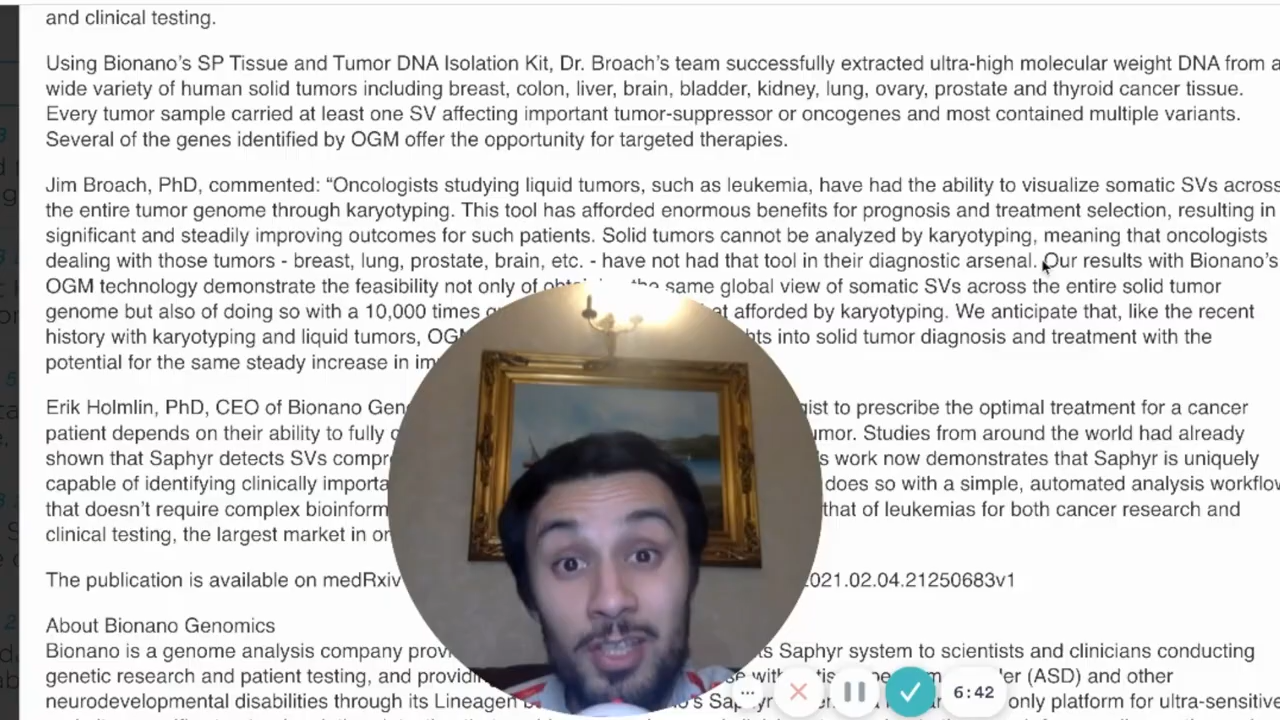 and clinical testing.
Using Bionano's SP Tissue and Tumor DNA Isolation Kit, Dr. Broach's team successfully extracted ultra-high molecular weight DNA from a
wide variety of human solid tumors including breast, colon, liver, brain, bladder, kidney, lung, ovary, prostate and thyroid cancer tissue.
Every tumor sample carried at least one SV affecting important tumor-suppressor or oncogenes and most contained multiple variants.
Several of the genes identified by OGM offer the opportunity for targeted therapies.
Jim Broach, PhD, commented: “Oncologists studying liquid tumors, such as leukemia, have had the ability to visualize somatic SVs across
the entire tumor genome through karyotyping. This tool has afforded enormous benefits for prognosis and treatment selection, resulting in
significant and steadily improving outcomes for such patients. Solid tumors cannot be analyzed by karyotyping, meaning that oncologists
dealing with those tumors - breast, lung, prostate, brain, etc. - have not had that tool in their diagnostic arsenal. Our results with Bionano's
OGM technology demonstrate the feasibility not only of same global view of somatic SVs across the entire solid tumor
genome but also of doing so with a 10,000 times afforded by karyotyping. We anticipate that, like the recent
history with karyotyping and liquid tumors, OGM into solid tumor diagnosis and treatment with the
potential for the same steady increase in
Erik Holmlin, PhD, CEO of Bionano to prescribe the optimal treatment for a cancer
patient depends on their ability to fully Studies from around the world had already
shown that Saphyr detects SVs work now demonstrates that Saphyr is uniquely
capable of identifying clinically does so with a simple, automated analysis workflow
that doesn't require complex that of leukemias for both cancer research and
clinical testing, the largest market in
The publication is available on medRxiv 2021.02.04.21250683v1
About Bionano Genomics
Bionano is a genome analysis company Saphyr system to scientists and clinicians conducting
genetic research and patient testing, and (ASD) and other
neurodevelopmental disabilities through its Lineagen only platform for ultra-sensitive
6:42